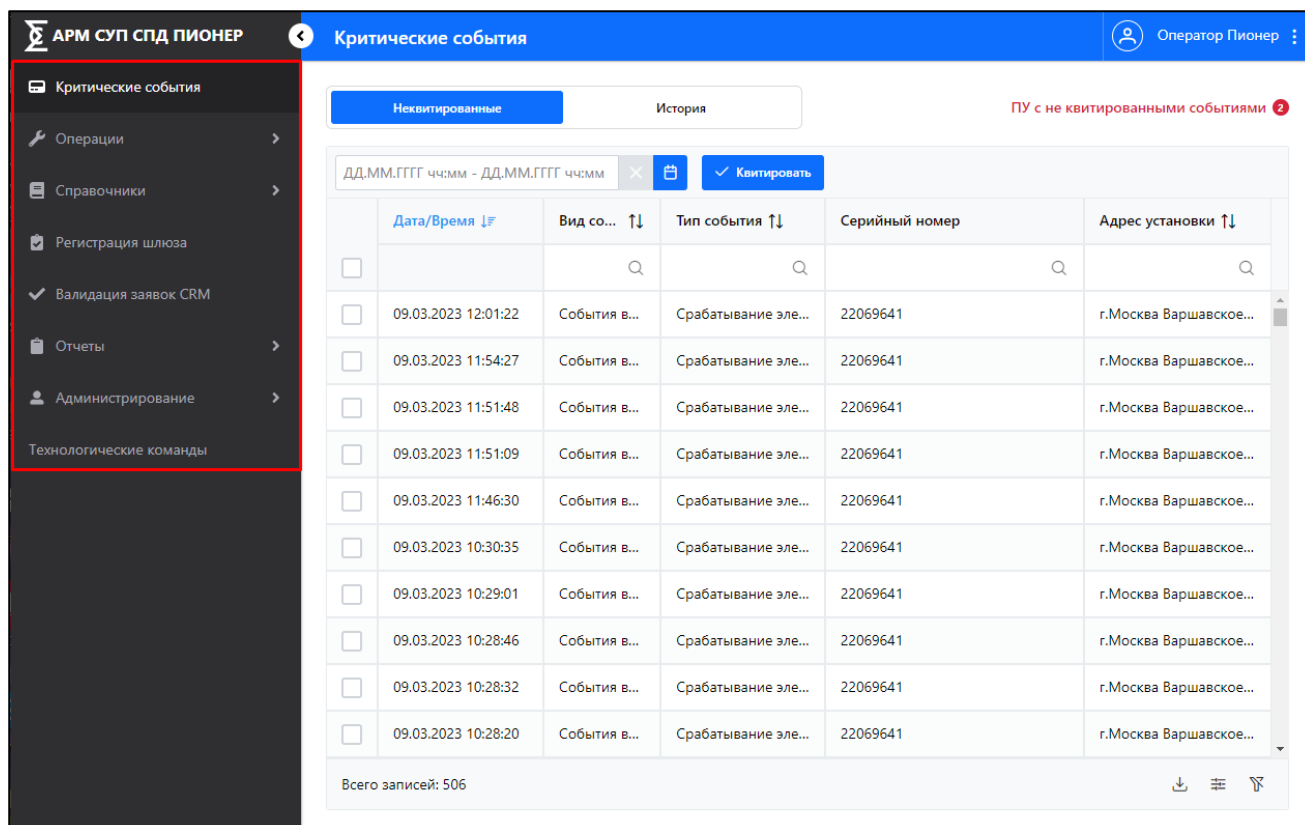 АРМ СУП СПД ПИОНЕР
Критические события
Оператор Пионер
Критические события
Операции
Справочники
Регистрация шлюза
Валидация заявок CRM
Отчеты
Администрирование
Технологические команды
Неквитированные История ПУ с не квитированными событиями 2
ДД.ММ.ГГГГ чч:мм - ДД.ММ.ГГГГ чч:мм Квитировать
Дата/Время Вид со... Тип события Серийный номер Адрес установки
09.03.2023 12:01:22 События в... Срабатывание эле... 22069641 г.Москва Варшавское...
09.03.2023 11:54:27 События в... Срабатывание эле... 22069641 г.Москва Варшавское...
09.03.2023 11:51:48 События в... Срабатывание эле... 22069641 г.Москва Варшавское...
09.03.2023 11:51:09 События в... Срабатывание эле... 22069641 г.Москва Варшавское...
09.03.2023 11:46:30 События в... Срабатывание эле... 22069641 г.Москва Варшавское...
09.03.2023 10:30:35 События в... Срабатывание эле... 22069641 г.Москва Варшавское...
09.03.2023 10:29:01 События в... Срабатывание эле... 22069641 г.Москва Варшавское...
09.03.2023 10:28:46 События в... Срабатывание эле... 22069641 г.Москва Варшавское...
09.03.2023 10:28:32 События в... Срабатывание эле... 22069641 г.Москва Варшавское...
09.03.2023 10:28:20 События в... Срабатывание эле... 22069641 г.Москва Варшавское...
Всего записей: 506